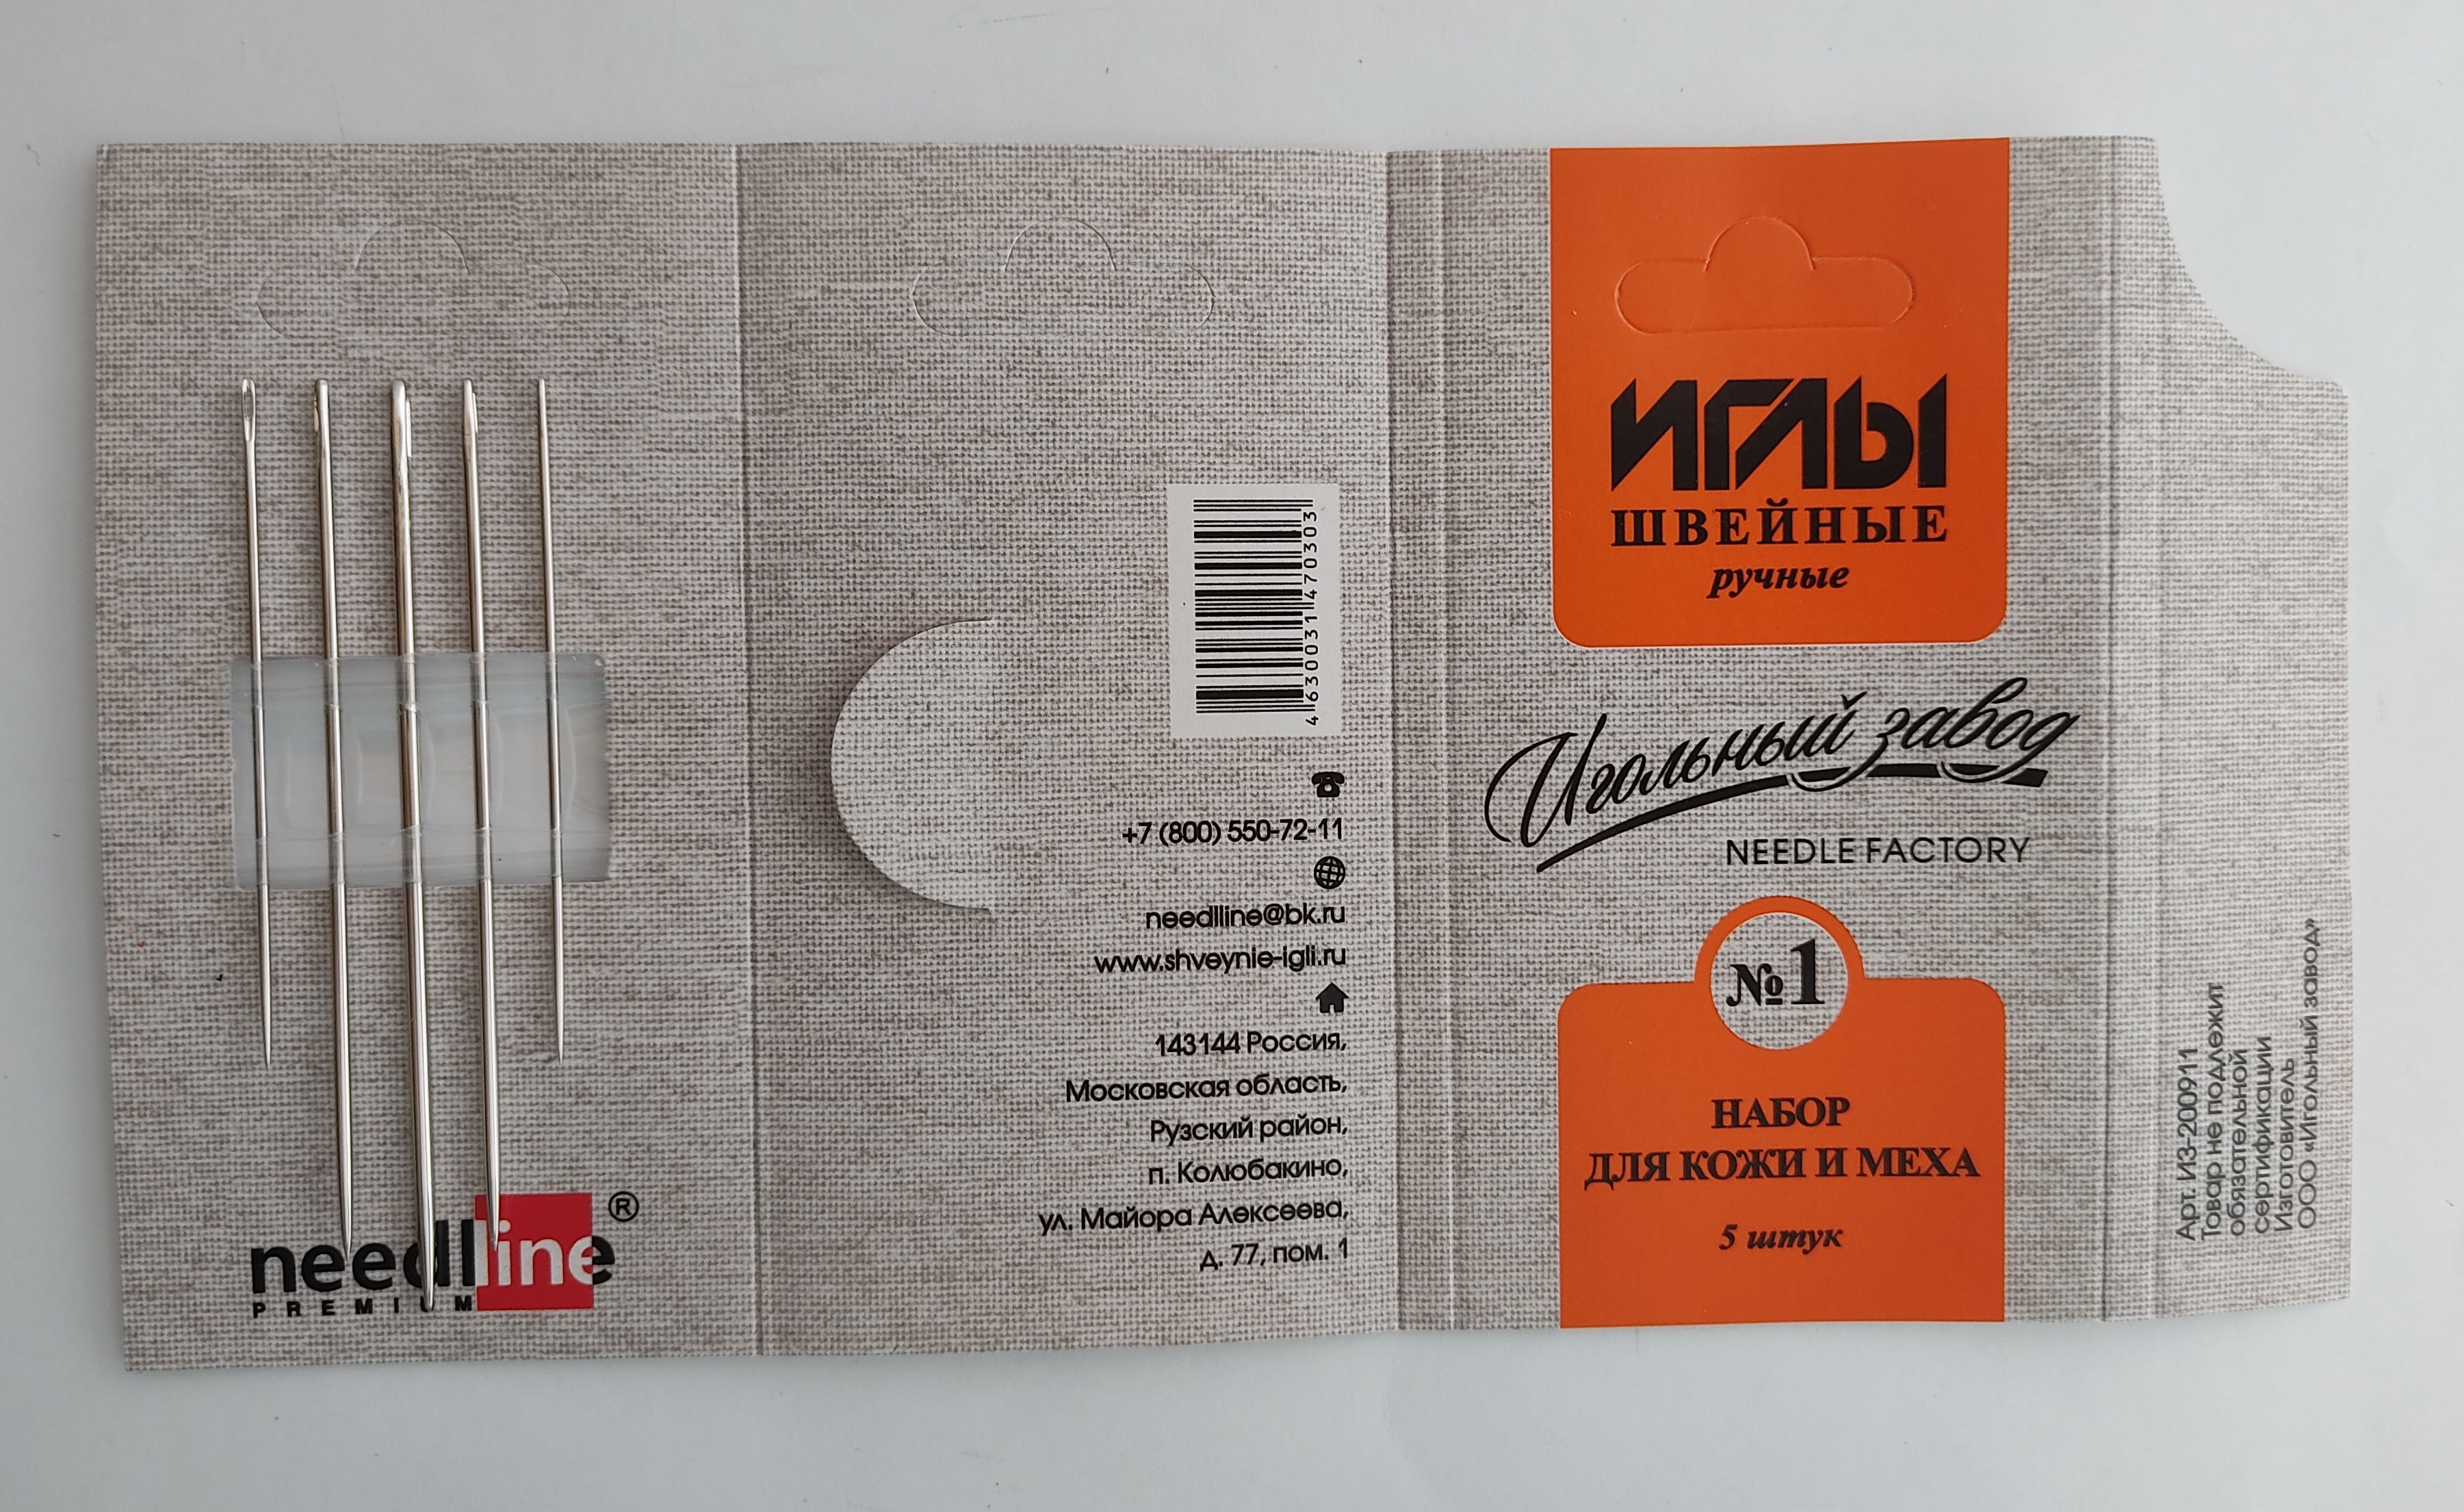 needlline®
PREMIUM
4 630031 470303
+7 (800) 550-72-11
needlline@bk.ru
www.shveynie-igli.ru
143144 Россия,
Московская область,
Рузский район,
п. Колюбакино,
ул. Майора Алексеева,
д. 77, пом. 1
ИГЛЫ
ШВЕЙНЫЕ
ручные
Игольный завод
NEEDLE FACTORY
№1
НАБОР
ДЛЯ КОЖИ И МЕХА
5 штук
Арт. ИЗ-200911
Товар не подлежит
обязательной
сертификации
Изготовитель
ООО «Игольный завод»